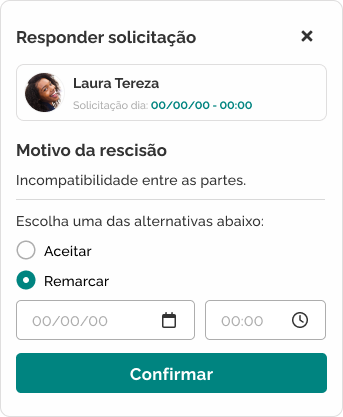 Responder solicitação
Laura Tereza
Solicitação dia: 00/00/00 - 00:00
Motivo da rescisão
Incompatibilidade entre as partes.
Escolha uma das alternativas abaixo:
Aceitar
Remarcar
00/00/00 00:00
Confirmar